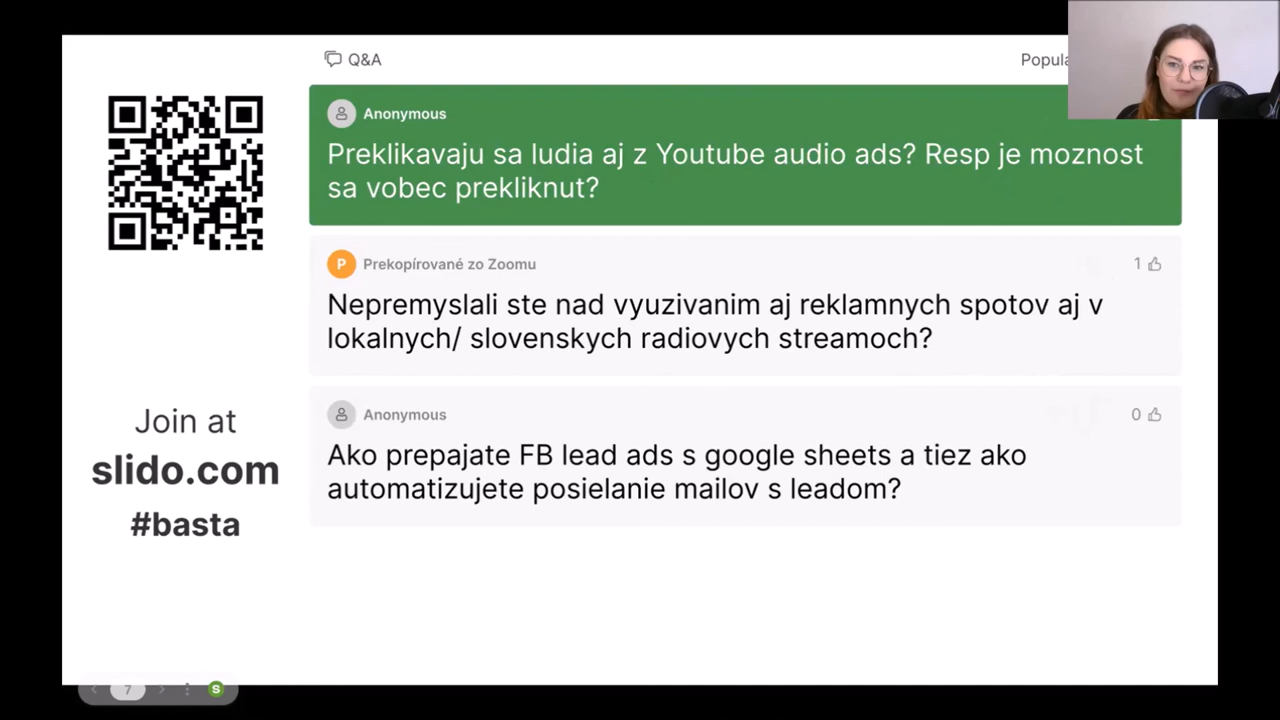 Q&A
Popula
Anonymous
Preklikavaju sa ludia aj z Youtube audio ads? Resp je moznost
sa vobec prekliknut?
P
Prekopírované zo Zoomu
1
Nepremyslali ste nad vyuzivanim aj reklamnych spotov aj v
lokalnych/ slovenskych radiovych streamoch?
Anonymous
0
Ako prepajate FB lead ads s google sheets a tiez ako
automatizujete posielanie mailov s leadom?
Join at
slido.com
#basta
7
S